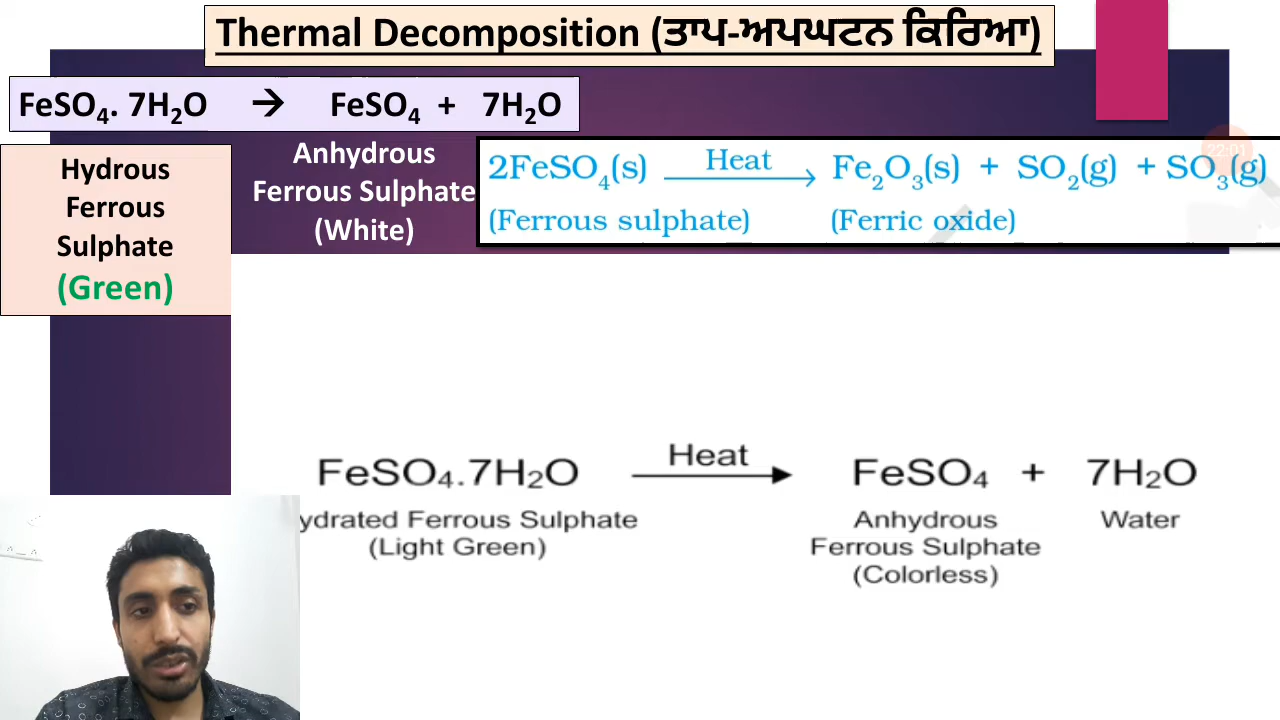 Thermal Decomposition (ਤਾਪ-ਅਪਘਟਨ ਕਿਰਿਆ)
FeSO₄. 7H₂O → FeSO₄ + 7H₂O
Hydrous
Ferrous
Sulphate
(Green)
Anhydrous
Ferrous Sulphate
(White)
22:01
2FeSO₄(s) Heat → Fe₂O₃(s) + SO₂(g) + SO₃(g)
(Ferrous sulphate) (Ferric oxide)
Heat
FeSO₄.7H₂O → FeSO₄ + 7H₂O
ydrated Ferrous Sulphate
(Light Green)
Anhydrous
Ferrous Sulphate
(Colorless)
Water